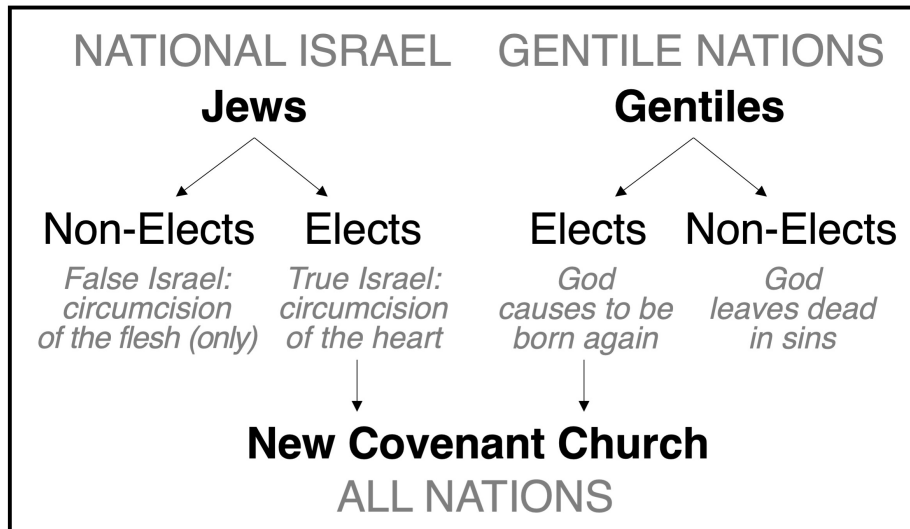 NATIONAL ISRAEL GENTILE NATIONS
Jews Gentiles
Non-Elects Elects Elects Non-Elects
False Israel:
circumcision
of the flesh (only)
True Israel:
circumcision
of the heart
God
causes to be
born again
God
leaves dead
in sins
New Covenant Church
ALL NATIONS